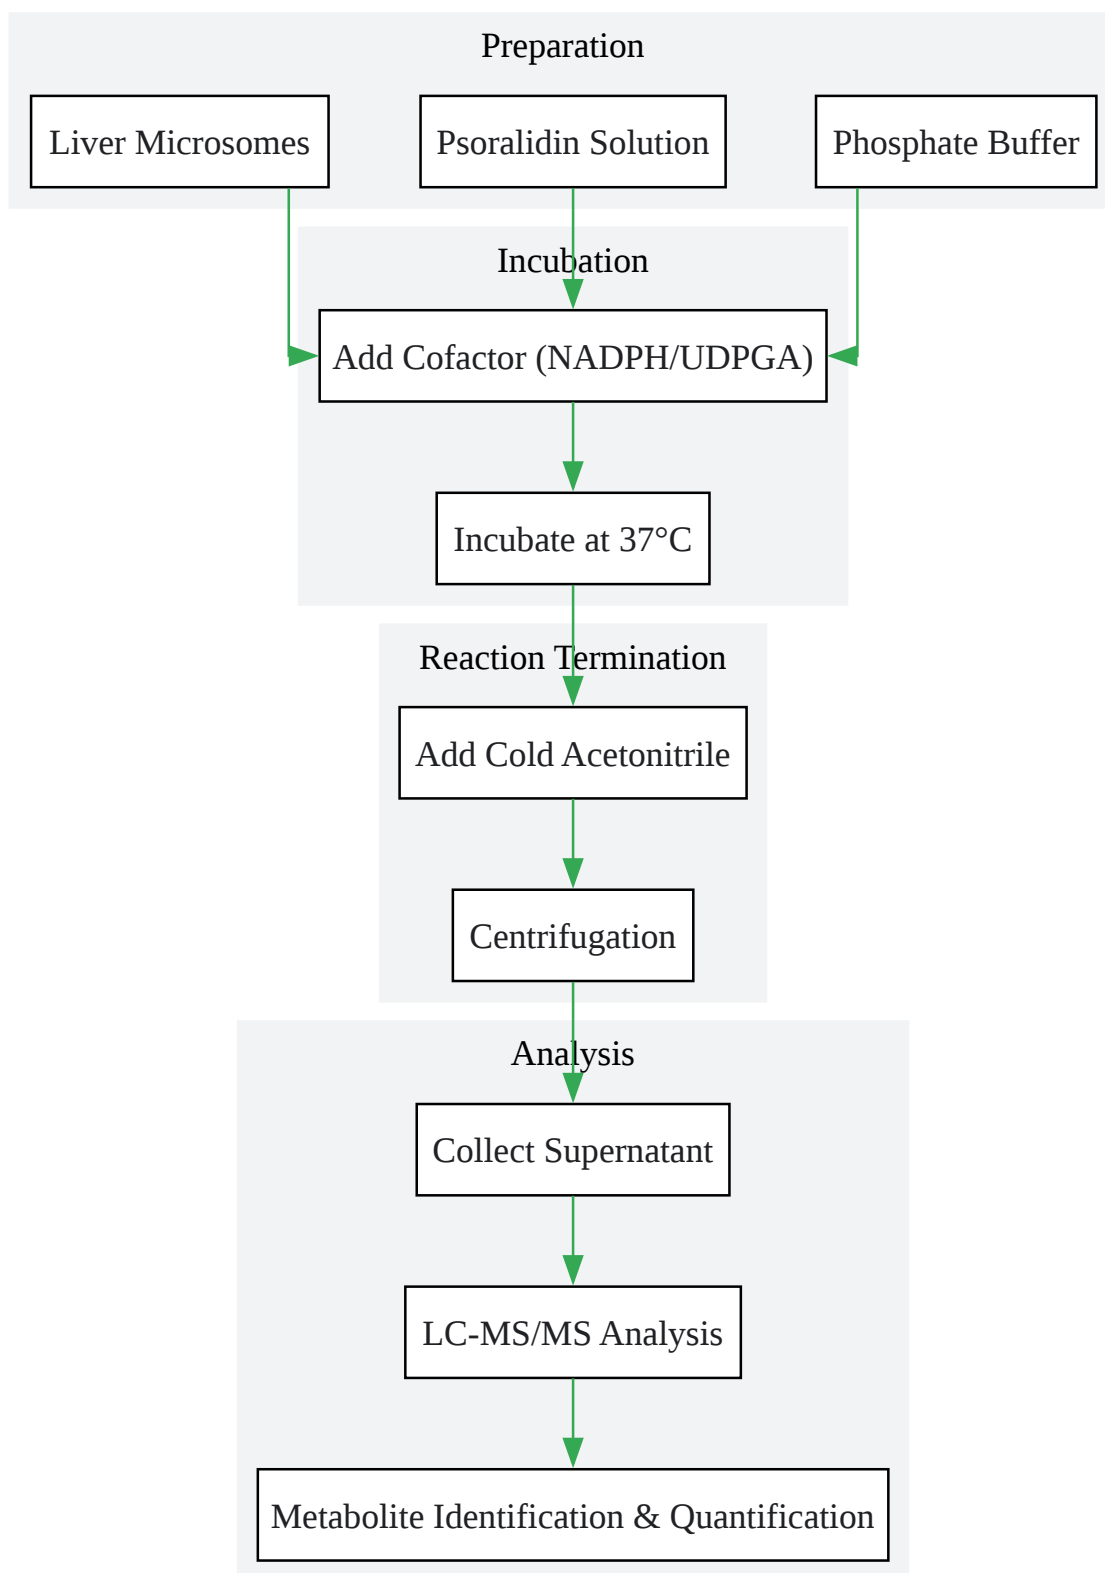 Preparation
Liver Microsomes
Psoralidin Solution
Phosphate Buffer
Incubation
Add Cofactor (NADPH/UDPGA)
Incubate at 37°C
Reaction Termination
Add Cold Acetonitrile
Centrifugation
Analysis
Collect Supernatant
LC-MS/MS Analysis
Metabolite Identification & Quantification